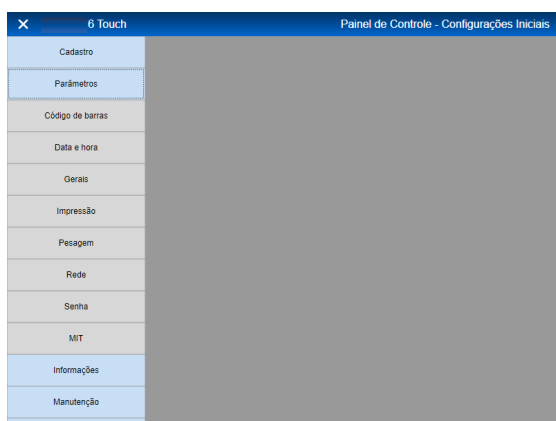 6 Touch
Painel de Controle - Configurações Iniciais
Cadastro
Parâmetros
Código de barras
Data e hora
Gerais
Impressão
Pesagem
Rede
Senha
MIT
Informações
Manutenção